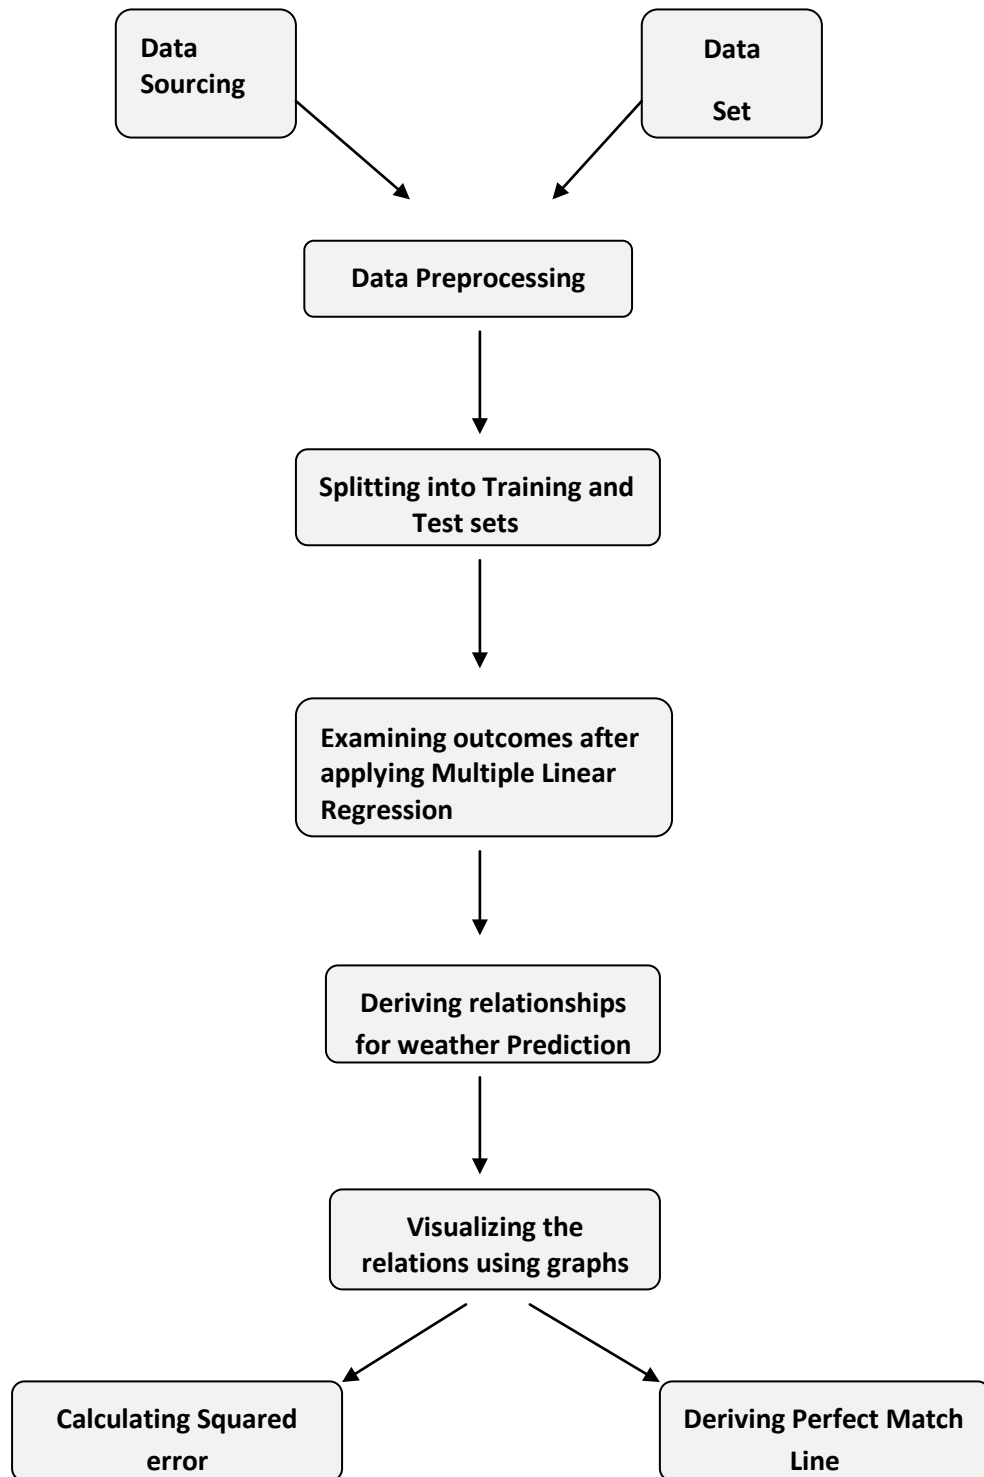 Data
Sourcing
Data
Set
Data Preprocessing
Splitting into Training and
Test sets
Examining outcomes after
applying Multiple Linear
Regression
Deriving relationships
for weather Prediction
Visualizing the
relations using graphs
Calculating Squared
error
Deriving Perfect Match
Line